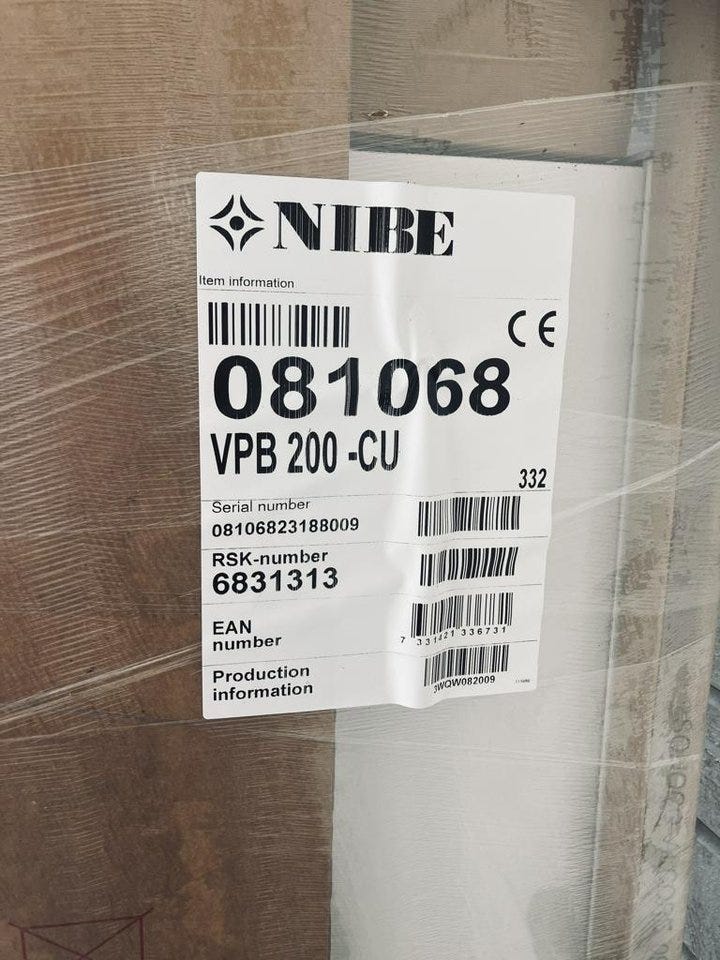 NIBE
Item information
CE
081068
VPB 200 -CU
332
Serial number
08106823188009
RSK-number
6831313
EAN
number
7 331421 336731
Production
information
3WQW082009